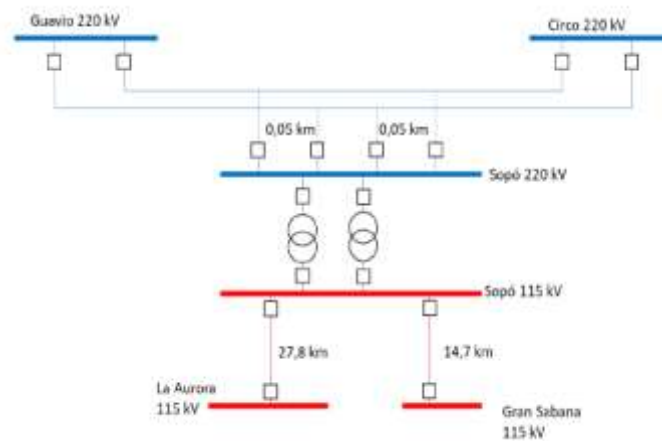 Guavio 220 kV
Circo 220 kV
0,05 km
0,05 km
Sopó 220 kV
Sopó 115 kV
27,8 km
14,7 km
La Aurora
115 kV
Gran Sabana
115 kV